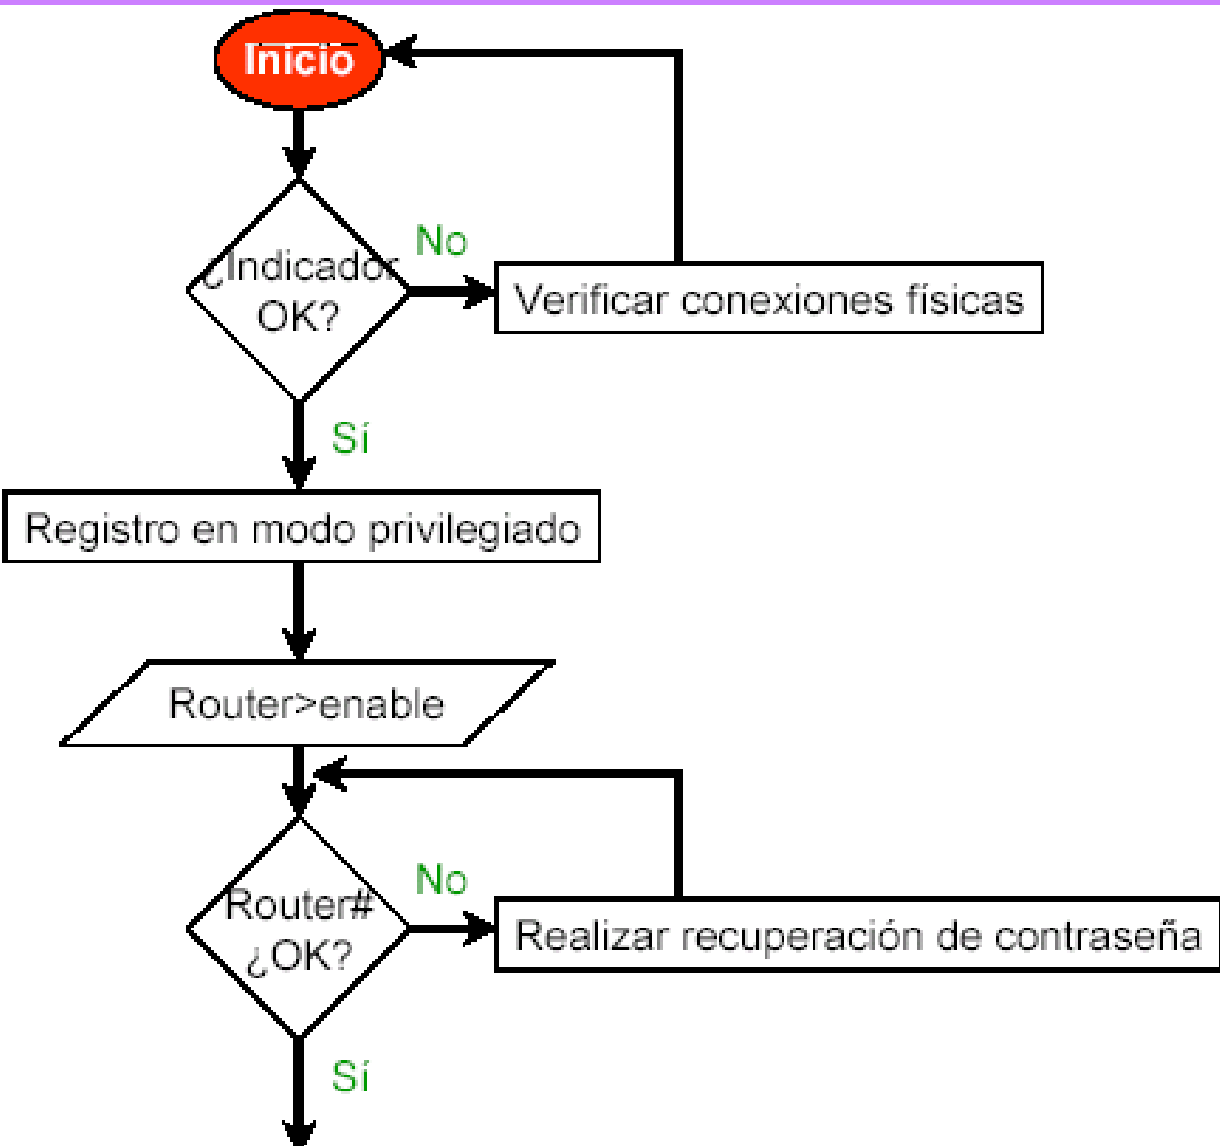 Inicio
No
¿Indicador
OK?
Verificar conexiones físicas
Sí
Registro en modo privilegiado
Router>enable
No
Router#
¿OK?
Realizar recuperación de contraseña
Sí